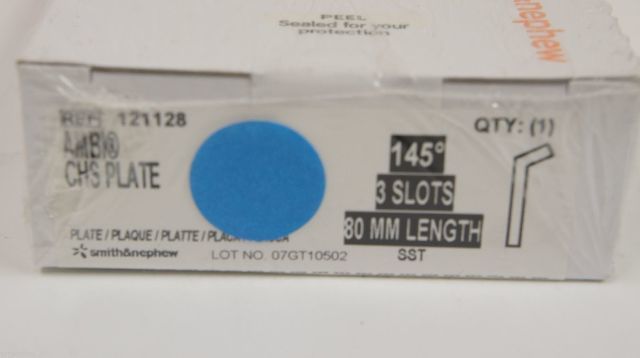 PEEL
Sealed for your
protection
nephew
REF: 121128
AMBI®
CHS PLATE
145°
3 SLOTS
80 MM LENGTH
SST
QTY: (1)
PLATE / PLAQUE / PLATTE /
smith&nephew
LOT NO. 07GT10502